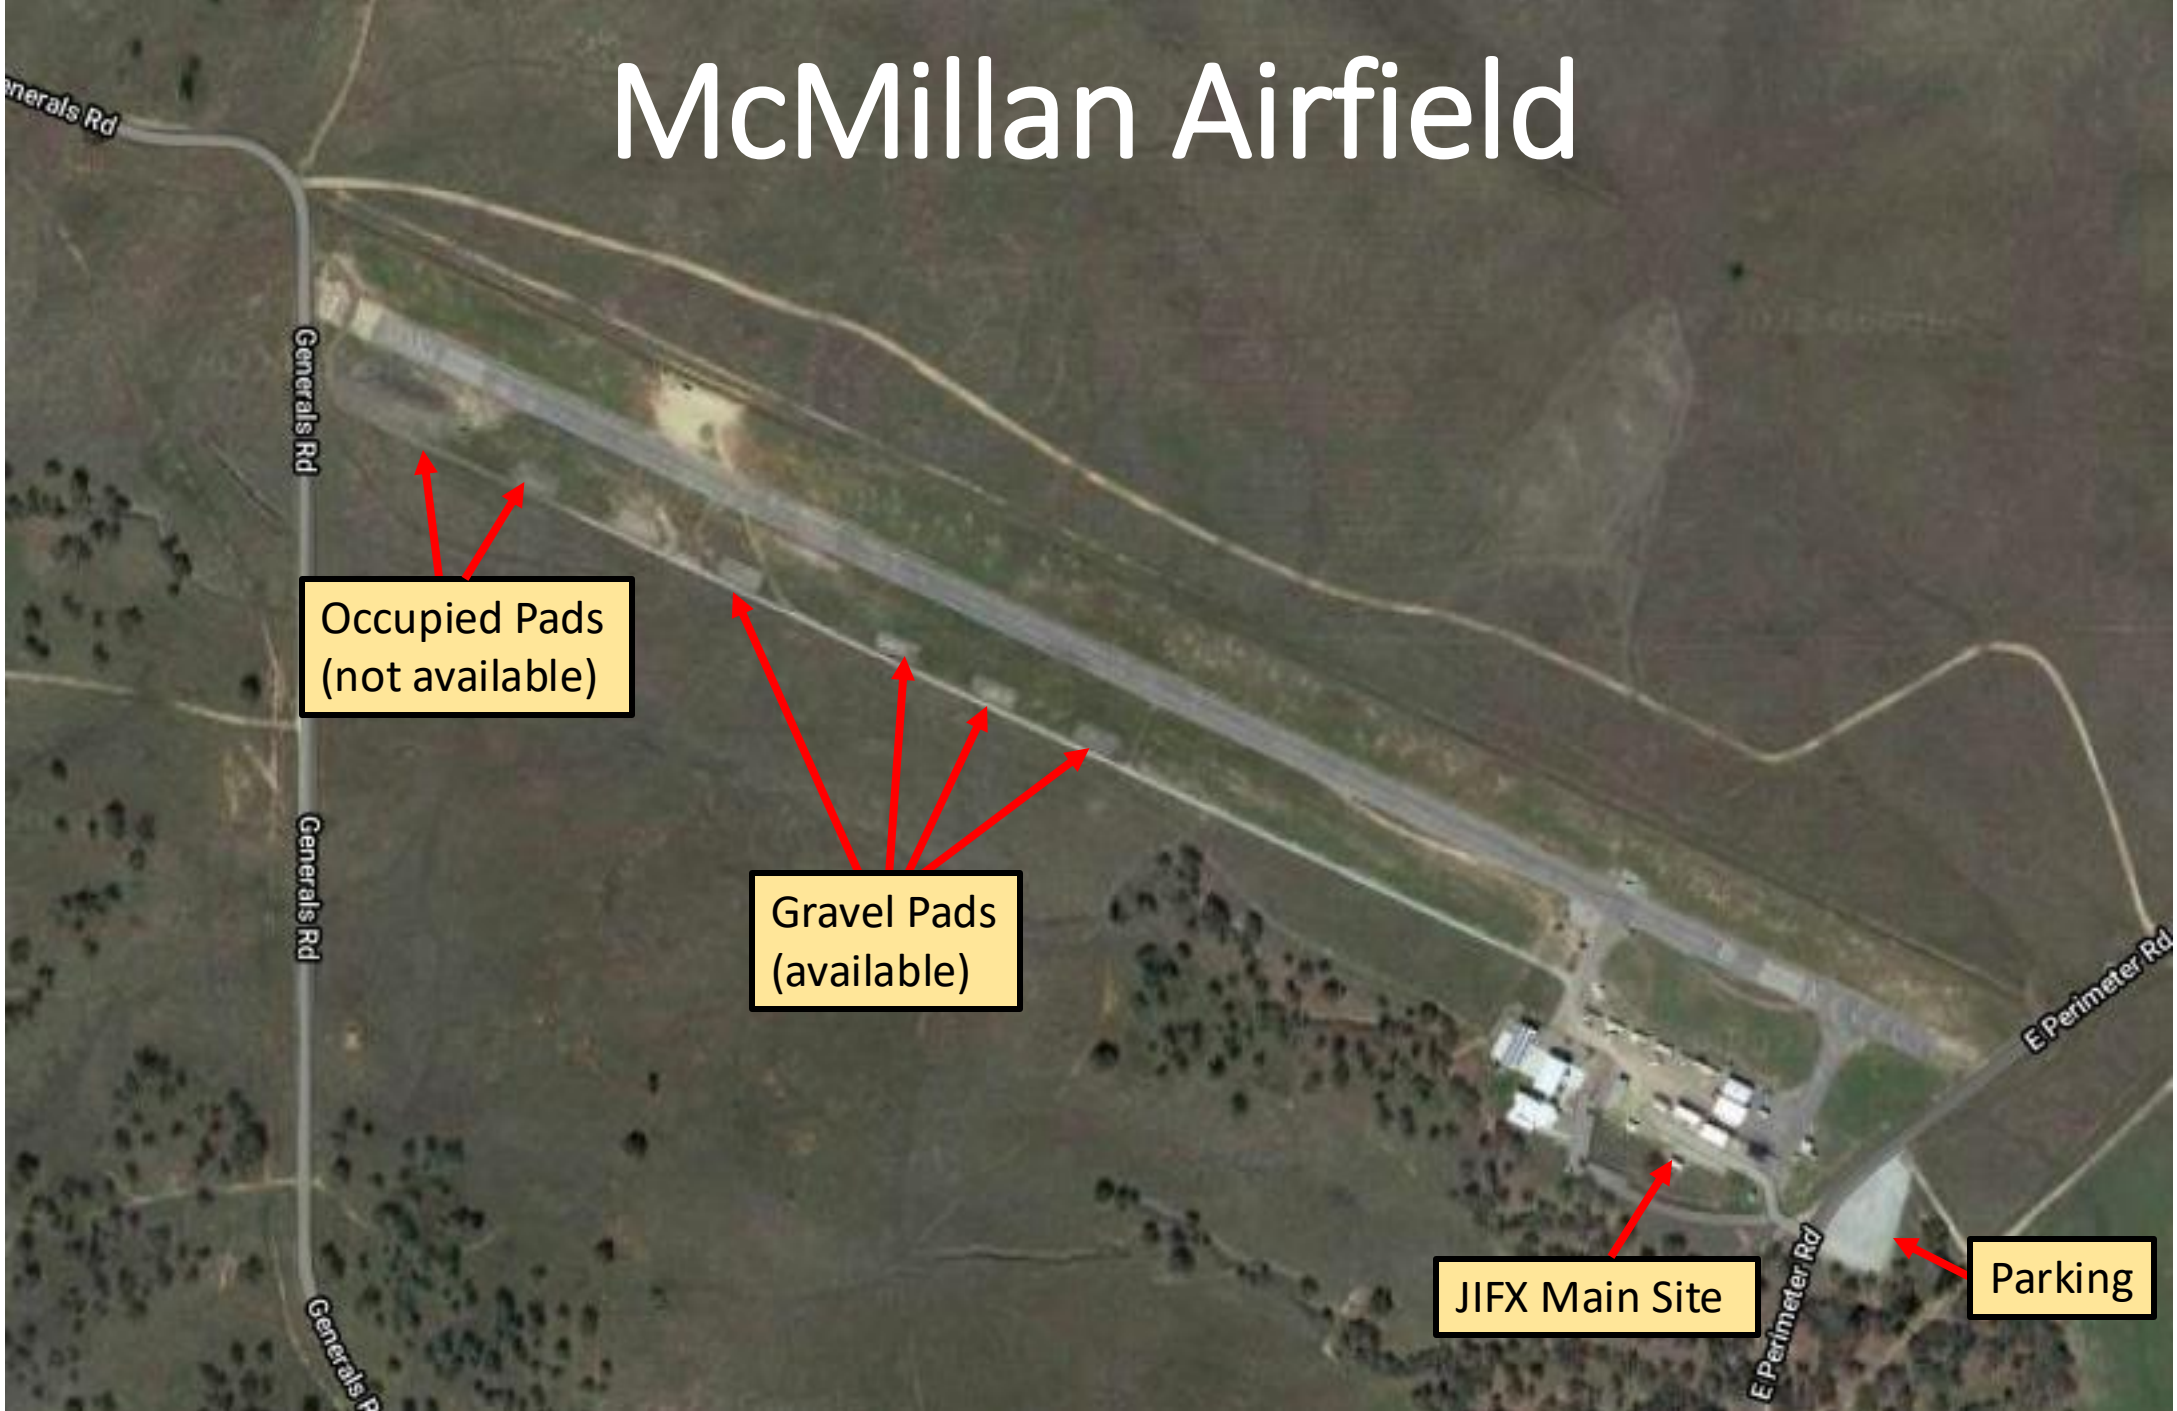 McMillan Airfield
enerals Rd
Generals Rd
Occupied Pads
(not available)
Generals Rd
Gravel Pads
(available)
E Perimeter Rd
JIFX Main Site
Parking
E Perimeter Rd
Generals R